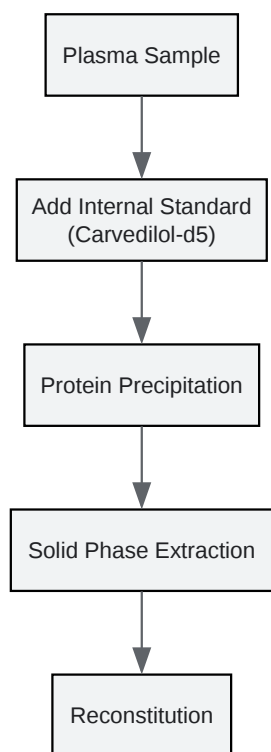 Plasma Sample
Add Internal Standard
(Carvedilol-d5)
Protein Precipitation
Solid Phase Extraction
Reconstitution